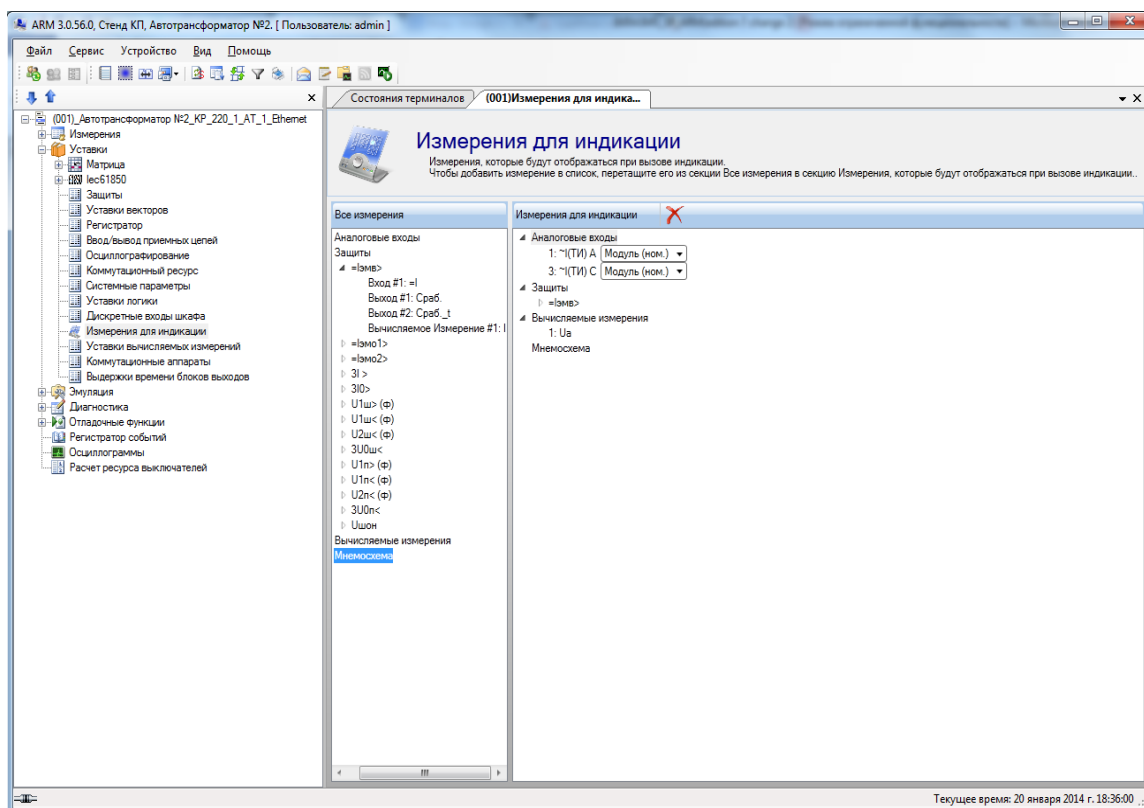 ARM 3.0.56.0, Стенд КП, Автотрансформатор №2. [ Пользователь: admin ]
Файл Сервис Устройство Вид Помощь
Состояния терминалов
(001)Измерения для индика...
(001)_Автотрансформатор №2_KP_220_1_AT_1_Ethernet
Измерения
Уставки
Матрица
Iec61850
Защиты
Уставки векторов
Регистратор
Ввод/вывод приемных цепей
Осциллографирование
Коммутационный ресурс
Системные параметры
Уставки логики
Дискретные входы шкафа
Измерения для индикации
Уставки вычисляемых измерений
Коммутационные аппараты
Выдержки времени блоков выходов
Эмуляция
Диагностика
Отладочные функции
Регистратор событий
Осциллограммы
Расчет ресурса выключателей
Измерения для индикации
Измерения, которые будут отображаться при вызове индикации.
Чтобы добавить измерение в список, перетащите его из секции Все измерения в секцию Измерения, которые будут отображаться при вызове индикации..
Все измерения
Аналоговые входы
Защиты
=Iэмв>
Вход #1: =I
Выход #1: Сраб.
Выход #2: Сраб._t
Вычисляемое Измерение #1: I
=Iэмо1>
=Iэмо2>
3I >
3I0>
U1ш> (ф)
U1ш< (ф)
U2ш< (ф)
3U0ш<
U1п> (ф)
U1п< (ф)
U2п< (ф)
3U0п<
Uшон
Вычисляемые измерения
Мнемосхема
Измерения для индикации
Аналоговые входы
1: ~I(ТИ) A Модуль (ном.)
3: ~I(ТИ) C Модуль (ном.)
Защиты
=Iэмв>
Вычисляемые измерения
1: Ua
Мнемосхема
Текущее время: 20 января 2014 г. 18:36:00